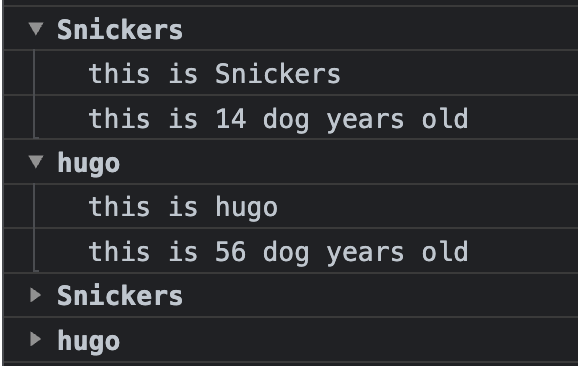 Snickers
this is Snickers
this is 14 dog years old
hugo
this is hugo
this is 56 dog years old
Snickers
hugo